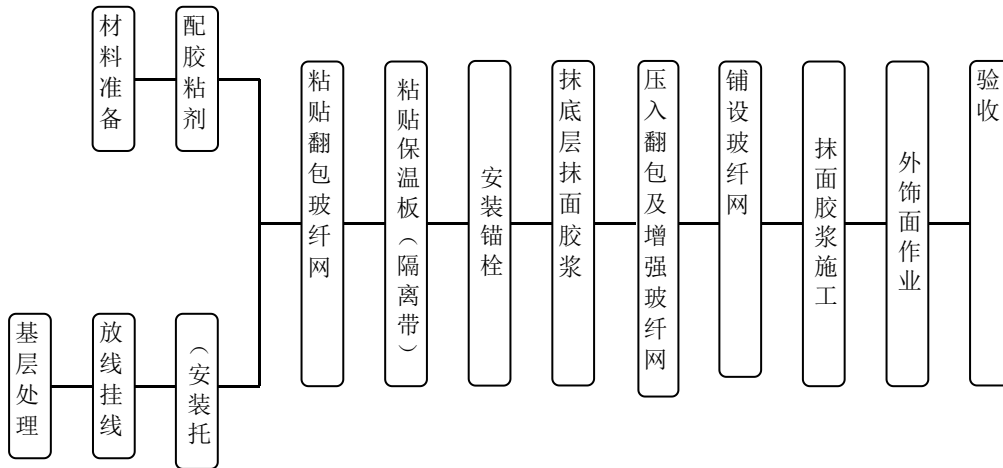 材料准备
配胶粘剂
基层处理
放线挂线
（安装托
粘贴翻包玻纤网
粘贴保温板（隔离带）
安装锚栓
抹底层抹面胶浆
压入翻包及增强玻纤网
铺设玻纤网
抹面胶浆施工
外饰面作业
验收